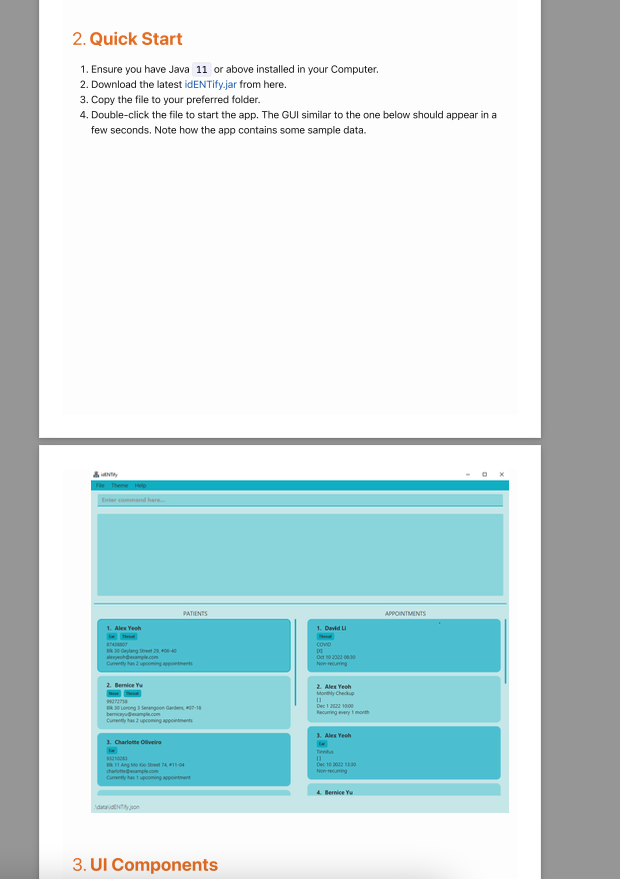 2. Quick Start
1. Ensure you have Java 11 or above installed in your Computer.
2. Download the latest idENTify.jar from here.
3. Copy the file to your preferred folder.
4. Double-click the file to start the app. The GUI similar to the one below should appear in a
few seconds. Note how the app contains some sample data.
idENTify
File Theme Help
Enter command here...
PATIENTS
1. Alex Yeoh
Ear Throat
87438807
Blk 30 Geylang Street 29, #06-40
alexyeoh@example.com
Currently has 2 upcoming appointments
2. Bernice Yu
Nose Throat
99272758
Blk 30 Lorong 3 Serangoon Gardens, #07-18
berniceyu@example.com
Currently has 2 upcoming appointments
3. Charlotte Oliveiro
Ear
93210283
Blk 11 Ang Mo Kio Street 74, #11-04
charlotte@example.com
Currently has 1 upcoming appointment
APPOINTMENTS
1. David Li
Throat
COVID
[X]
Oct 10 2022
Non-recurring
2. Alex Yeoh
Monthly Checkup
[ ]
Dec 1 2022 10:00
Recurring every 1 month
3. Alex Yeoh
Ear
Tinnitus
[ ]
Dec 10 2022
Non-recurring
4. Bernice Yu
\data\idENTify.json
3. UI Components